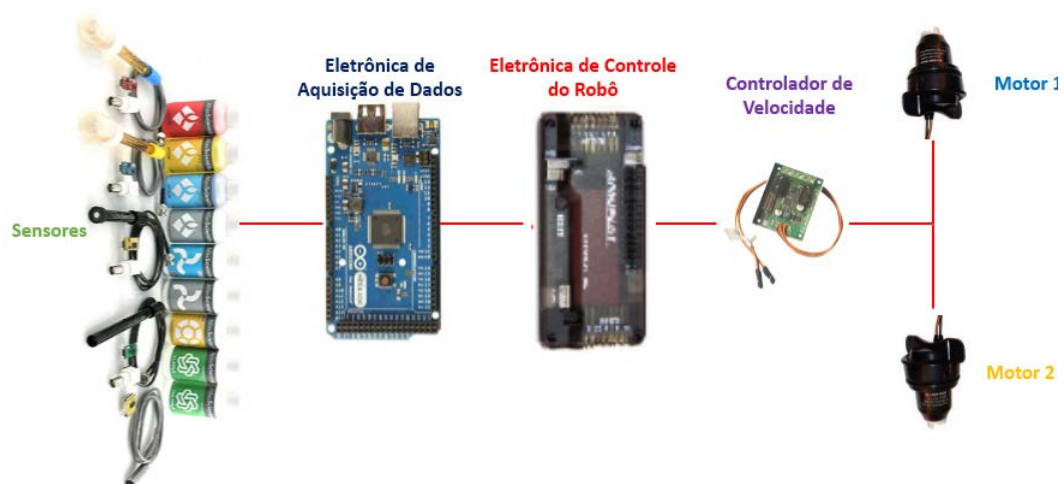 Eletrônica de
Aquisição de Dados
Eletrônica de Controle
do Robô
Controlador de
Velocidade
Motor 1
Sensores
Motor 2